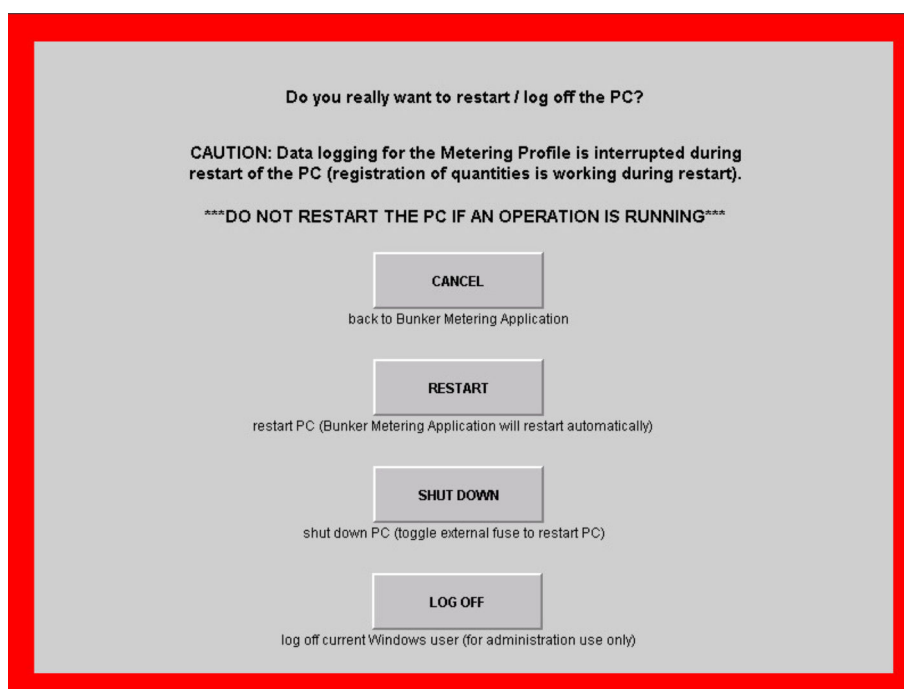 Do you really want to restart / log off the PC?
CAUTION: Data logging for the Metering Profile is interrupted during
restart of the PC (registration of quantities is working during restart).
***DO NOT RESTART THE PC IF AN OPERATION IS RUNNING***
CANCEL
back to Bunker Metering Application
RESTART
restart PC (Bunker Metering Application will restart automatically)
SHUT DOWN
shut down PC (toggle external fuse to restart PC)
LOG OFF
log off current Windows user (for administration use only)